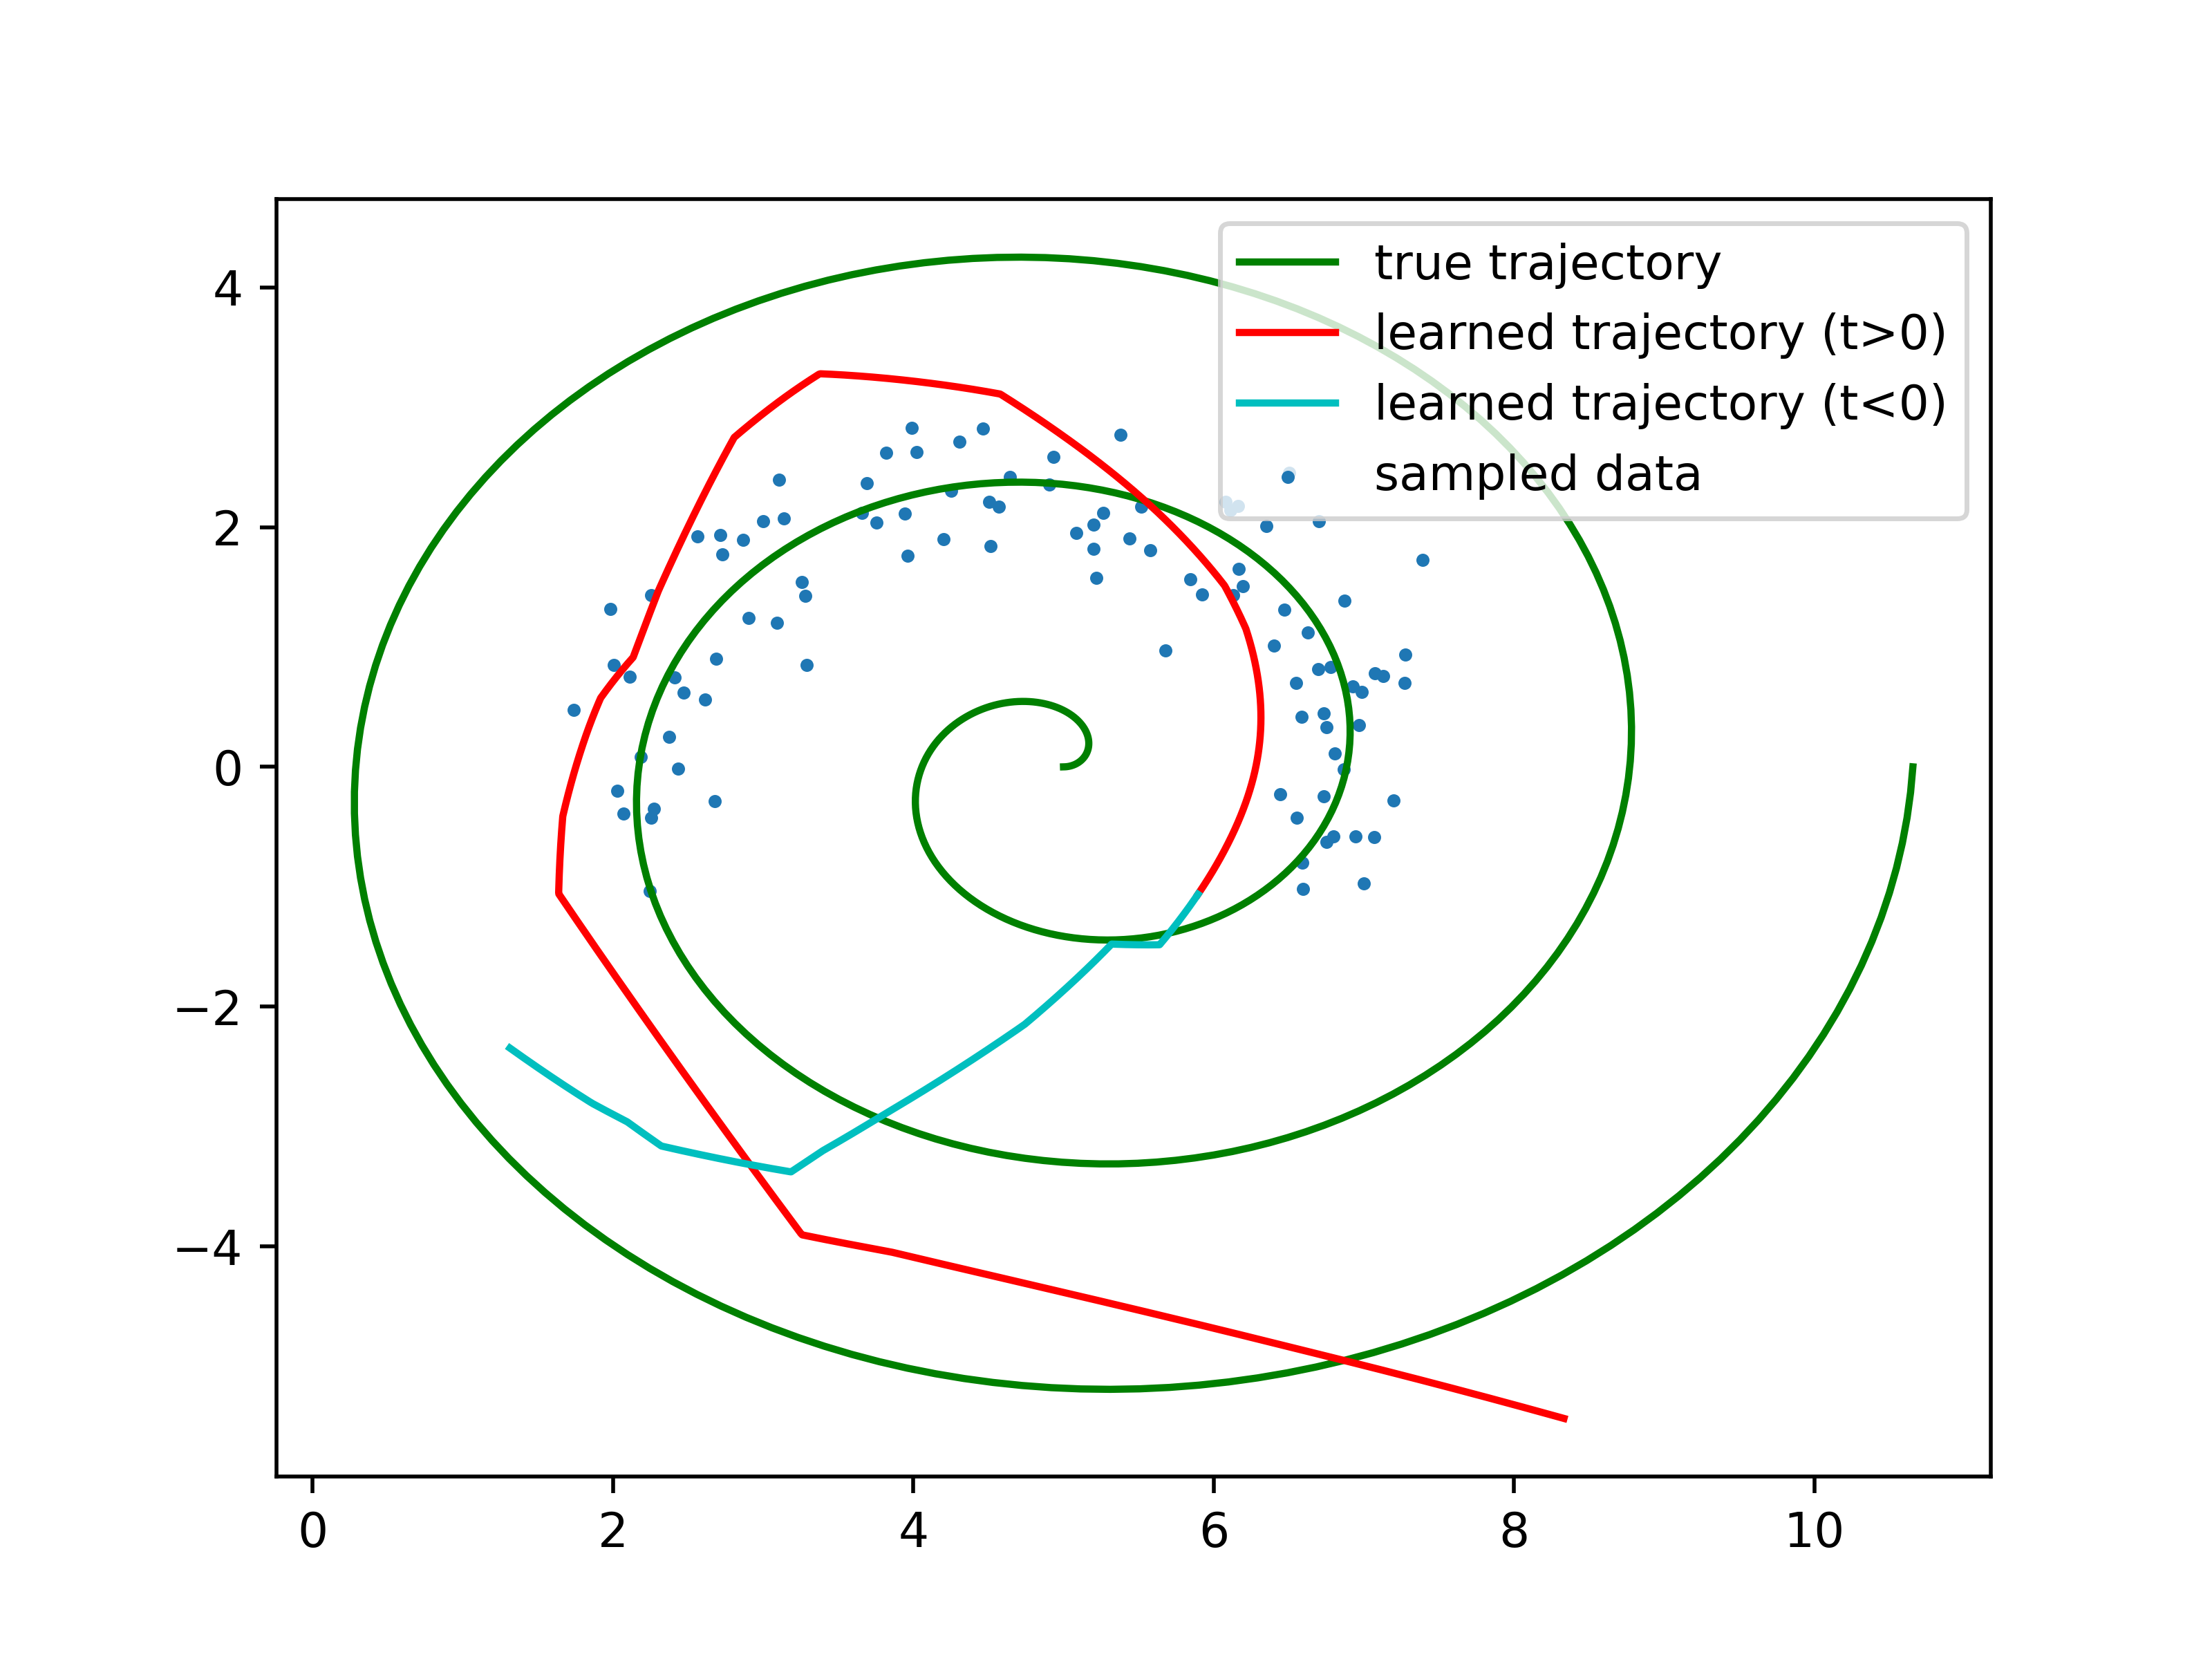 true trajectory
learned trajectory (t>0)
learned trajectory (t<0)
sampled data
4
2
0
−2
−4
0 2 4 6 8 10